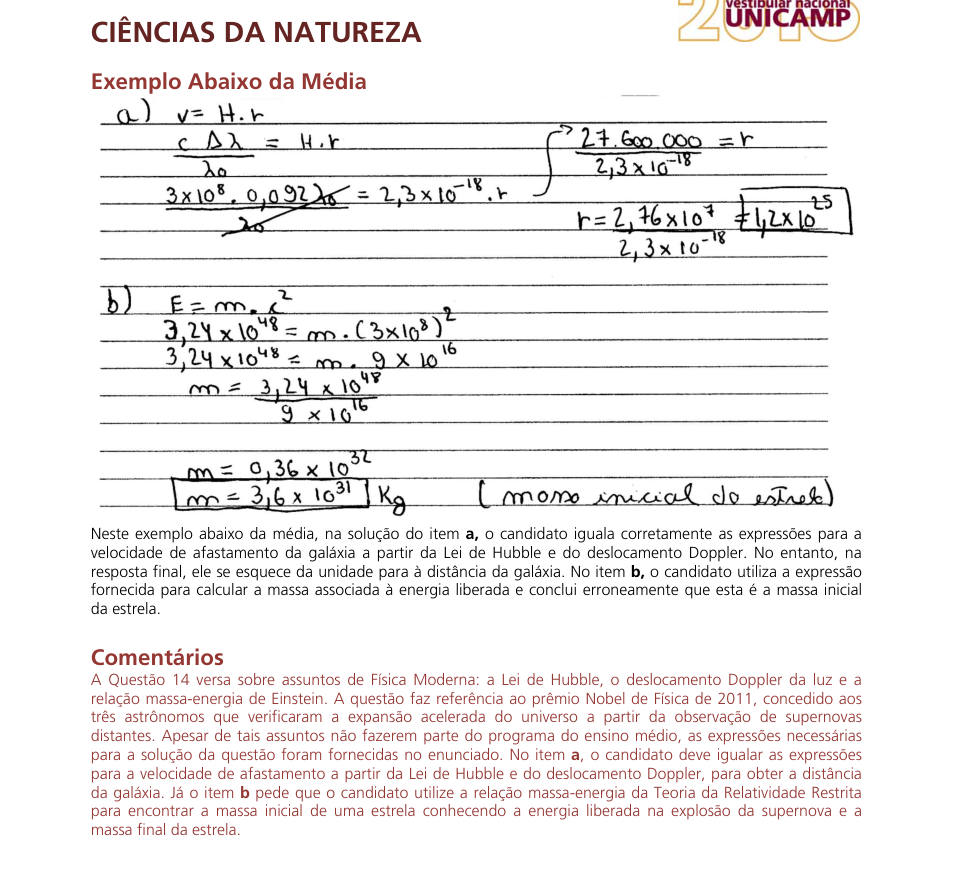 vestibular nacional
UNICAMP
CIÊNCIAS DA NATUREZA
Exemplo Abaixo da Média
a) v = H.r
c Δλ / λo = H.r
3x10⁸. 0,092 λo / λo = 2,3 x 10⁻¹⁸.r
27.600.000 / 2,3 x 10⁻¹⁸ = r
r = 2,76 x 10⁷ / 2,3 x 10⁻¹⁸ = 1,2 x 10²⁵
b) E = m.c²
3,24 x 10⁴⁸ = m.(3x10⁸)²
3,24 x 10⁴⁸ = m. 9 x 10¹⁶
m = 3,24 x 10⁴⁸ / 9 x 10¹⁶
m = 0,36 x 10³²
m = 3,6 x 10³¹ Kg (massa inicial da estrela)
Neste exemplo abaixo da média, na solução do item a, o candidato iguala corretamente as expressões para a
velocidade de afastamento da galáxia a partir da Lei de Hubble e do deslocamento Doppler. No entanto, na
resposta final, ele se esquece da unidade para à distância da galáxia. No item b, o candidato utiliza a expressão
fornecida para calcular a massa associada à energia liberada e conclui erroneamente que esta é a massa inicial
da estrela.
Comentários
A Questão 14 versa sobre assuntos de Física Moderna: a Lei de Hubble, o deslocamento Doppler da luz e a
relação massa-energia de Einstein. A questão faz referência ao prêmio Nobel de Física de 2011, concedido aos
três astrônomos que verificaram a expansão acelerada do universo a partir da observação de supernovas
distantes. Apesar de tais assuntos não fazerem parte do programa do ensino médio, as expressões necessárias
para a solução da questão foram fornecidas no enunciado. No item a, o candidato deve igualar as expressões
para a velocidade de afastamento a partir da Lei de Hubble e do deslocamento Doppler, para obter a distância
da galáxia. Já o item b pede que o candidato utilize a relação massa-energia da Teoria da Relatividade Restrita
para encontrar a massa inicial de uma estrela conhecendo a energia liberada na explosão da supernova e a
massa final da estrela.